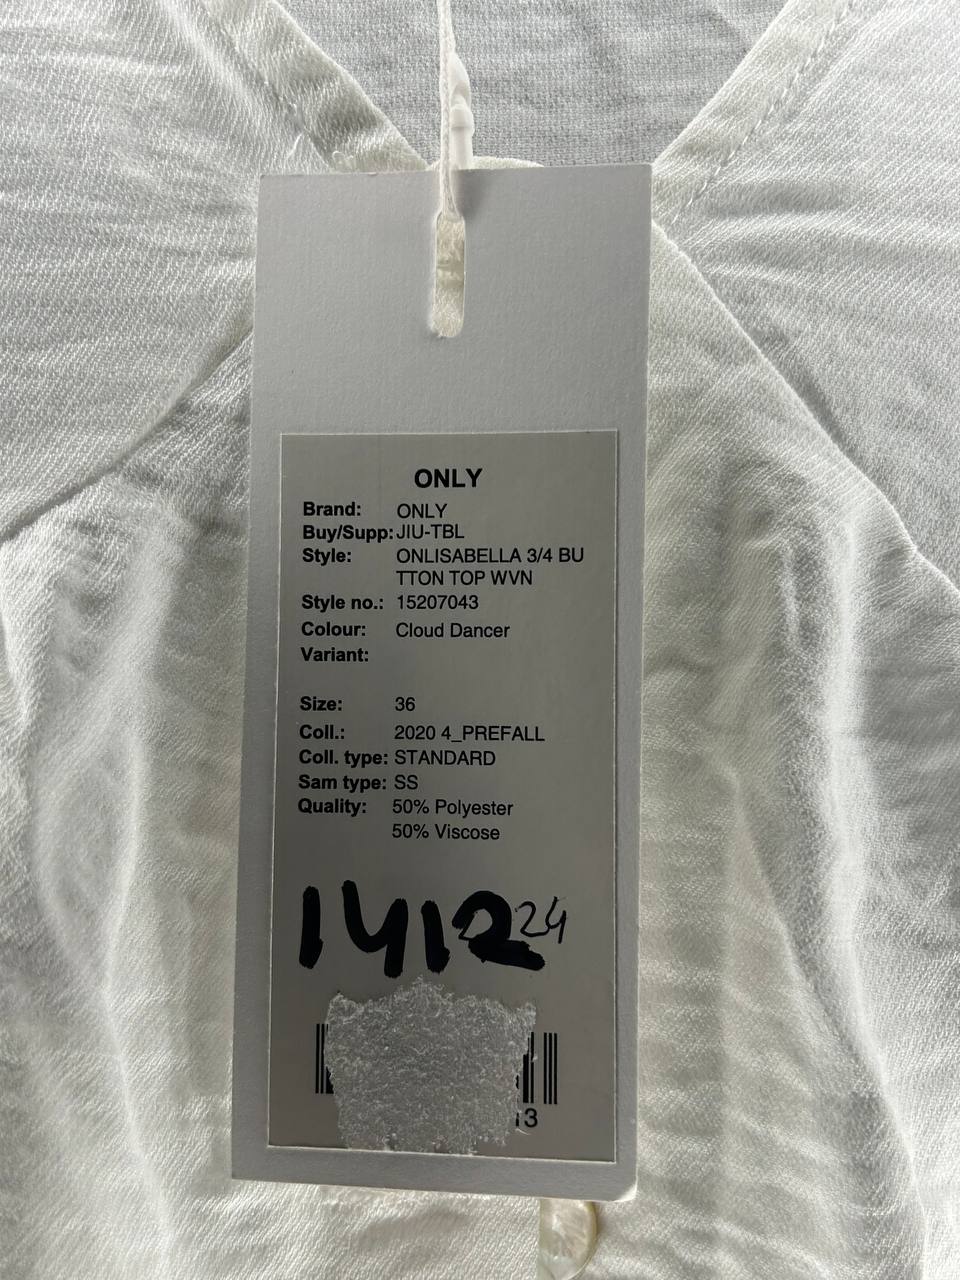 ONLY
Brand: ONLY
Buy/Supp: JIU-TBL
Style: ONLISABELLA 3/4 BU
TTON TOP WVN
Style no.: 15207043
Colour: Cloud Dancer
Variant:
Size: 36
Coll.: 2020 4_PREFALL
Coll. type: STANDARD
Sam type: SS
Quality: 50% Polyester
50% Viscose
1412 24
13